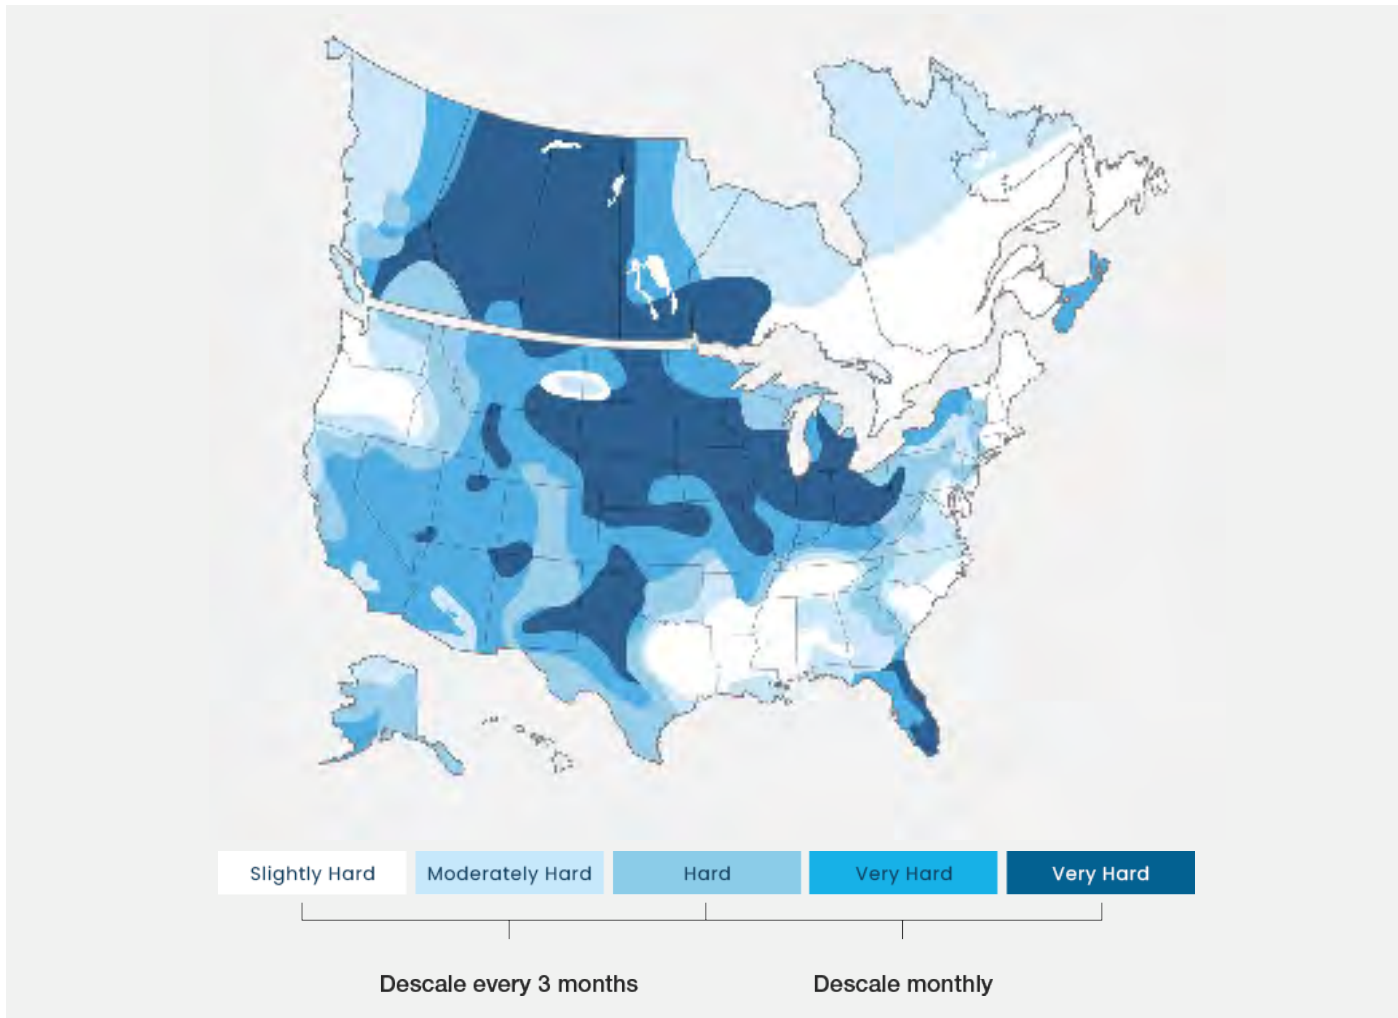 Slightly Hard
Moderately Hard
Hard
Very Hard
Very Hard
Descale every 3 months
Descale monthly